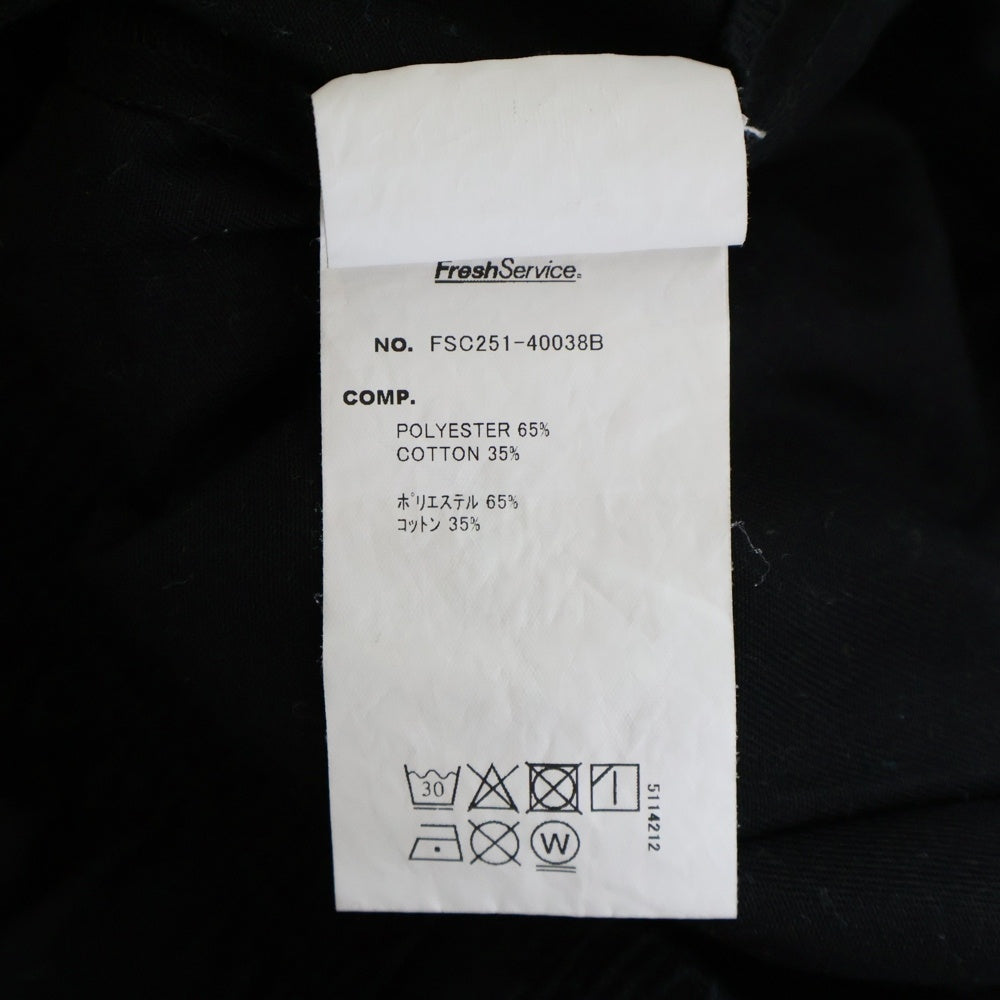 FreshService®
NO. FSC251-40038B
COMP.
POLYESTER 65%
COTTON 35%
ﾎﾟﾘｴｽﾃﾙ 65%
ｺｯﾄﾝ 35%
30
W
5114212